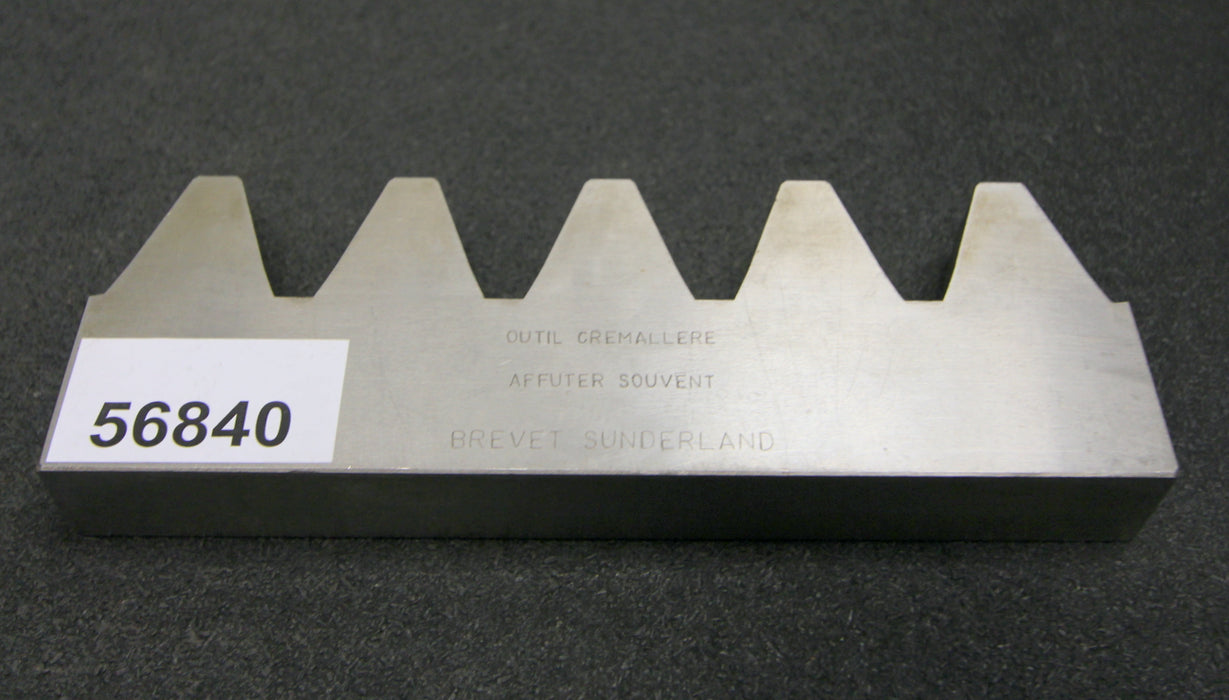 OUTIL CREMALLERE
AFFUTER SOUVENT
BREVET SUNDERLAND
56840